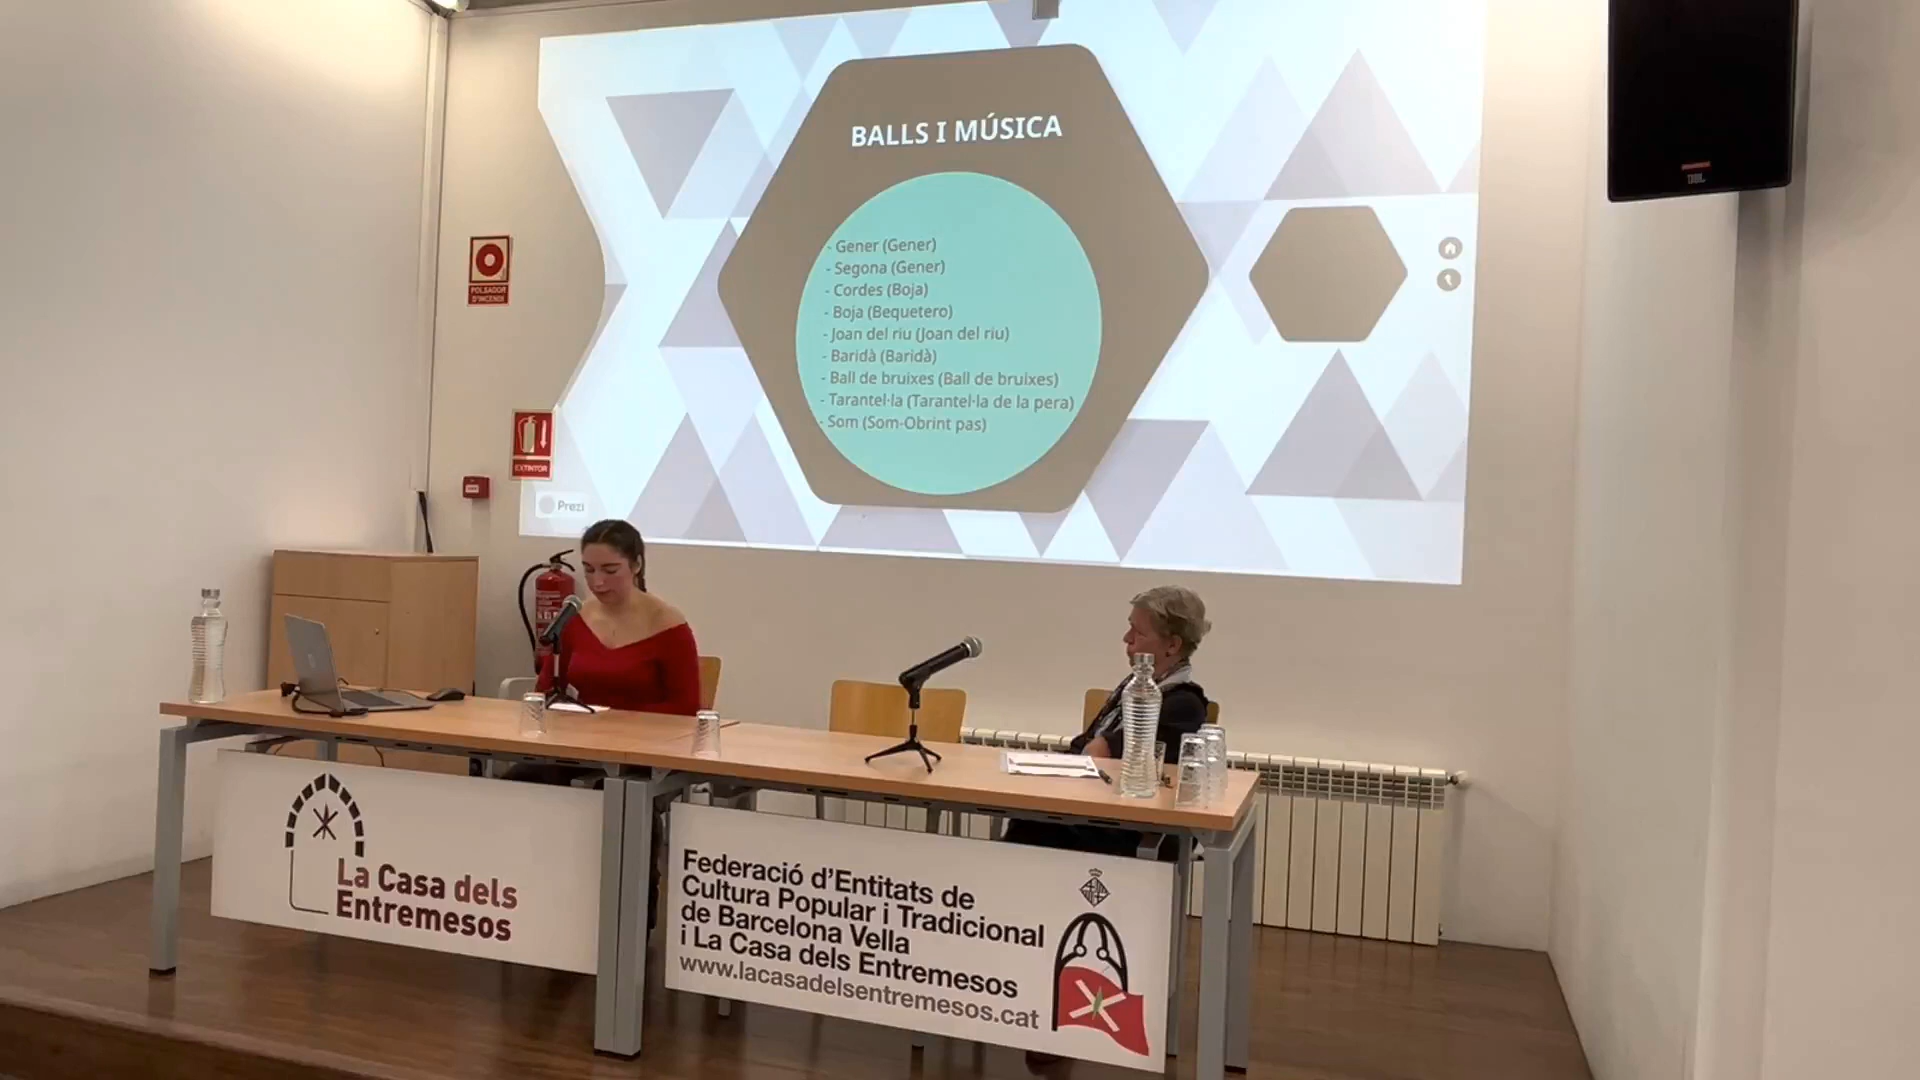 BALLS I MÚSICA
- Gener (Gener)
- Segona (Gener)
- Cordes (Boja)
- Boja (Bequetero)
- Joan del riu (Joan del riu)
- Baridà (Baridà)
- Ball de bruixes (Ball de bruixes)
- Tarantel·la (Tarantel·la de la pera)
- Som (Som-Obrint pas)
Prezi
JBL
POLSADOR
D'INCENDI
EXTINTOR
La Casa dels
Entremesos
Federació d'Entitats de
Cultura Popular i Tradicional
de Barcelona Vella
i La Casa dels Entremesos
www.lacasadelsentremesos.cat